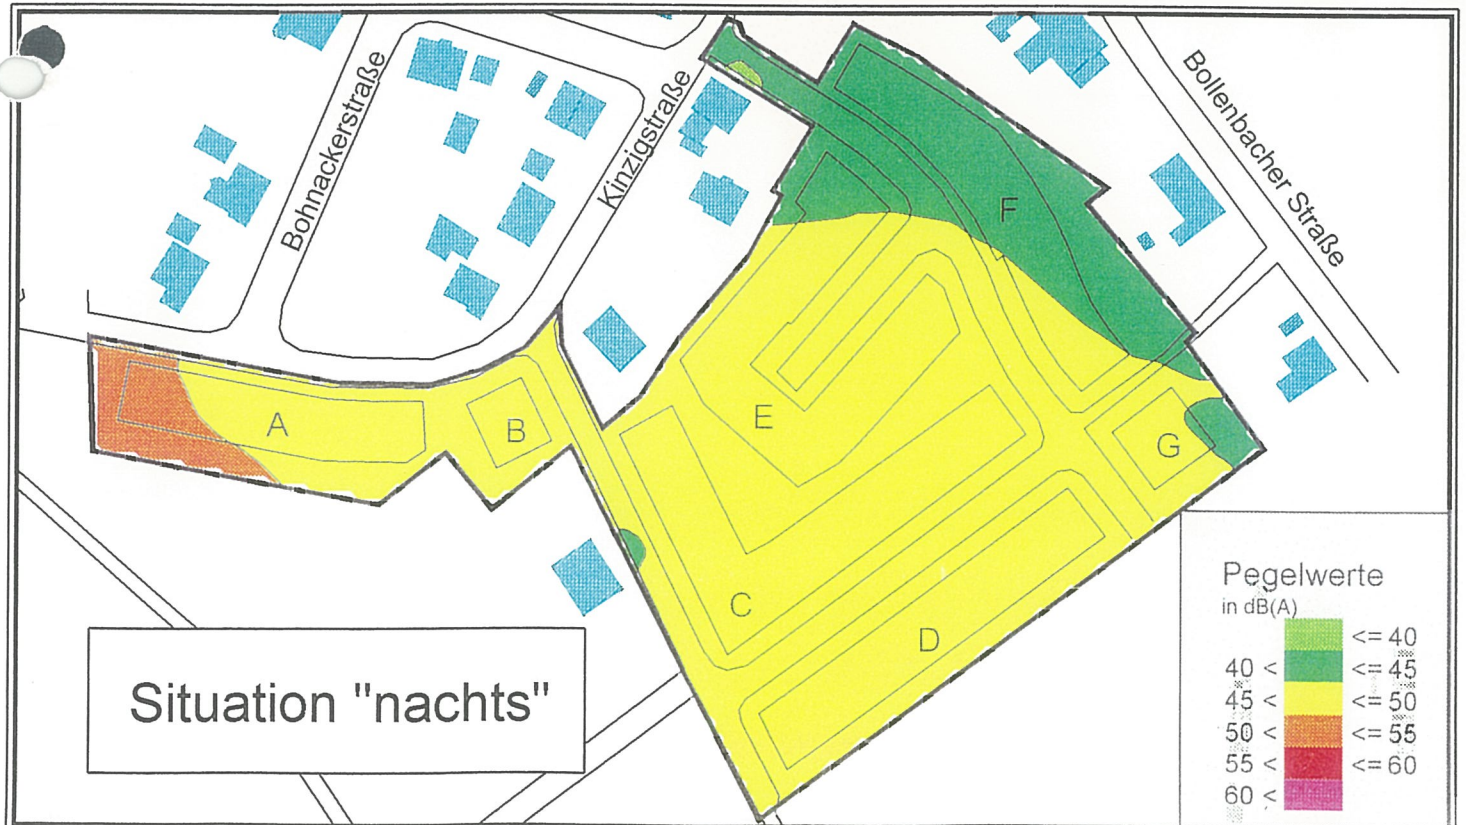 Bohnackerstraße
Kinzigstraße
Bollenbacher Straße
F
A
B
E
G
C
D
Situation "nachts"
Pegelwerte
in dB(A)
<= 40
40 < <= 45
45 < <= 50
50 < <= 55
55 < <= 60
60 <